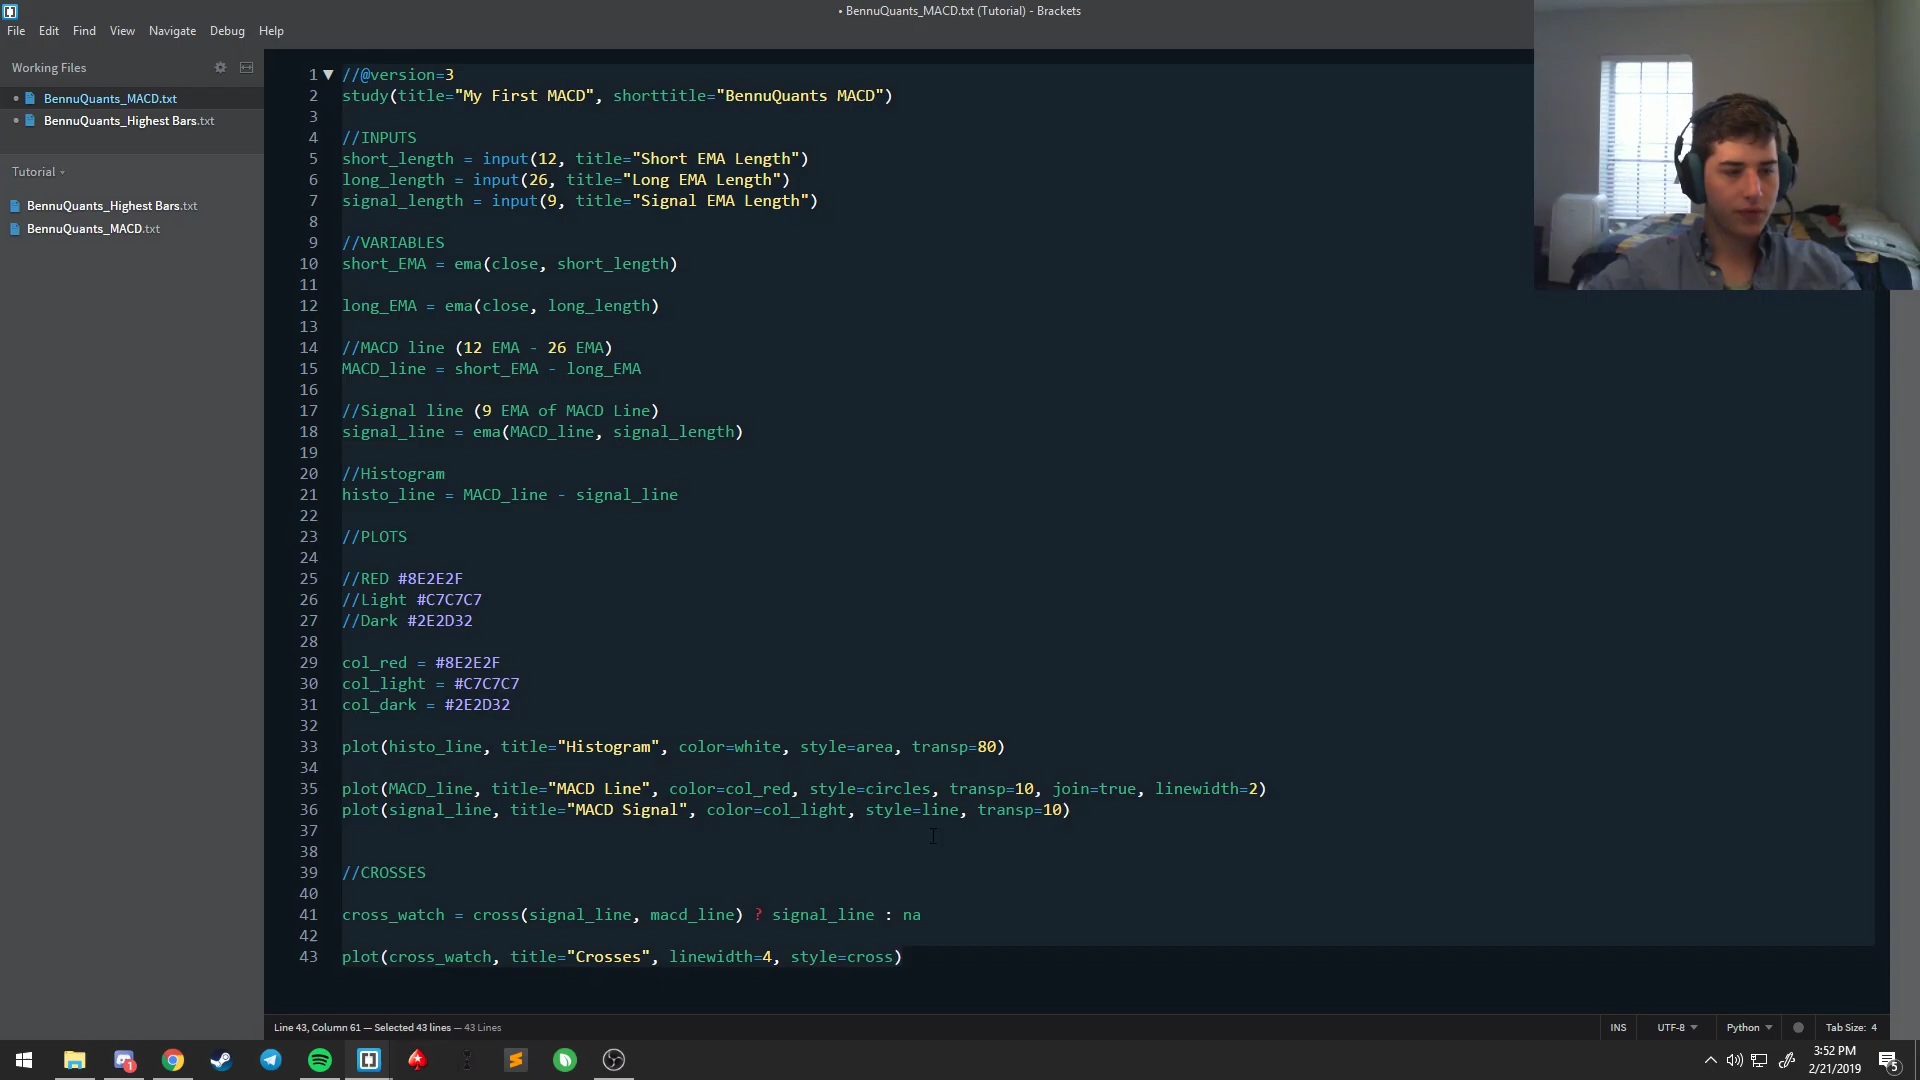 • BennuQuants_MACD.txt (Tutorial) - Brackets
File Edit Find View Navigate Debug Help
Working Files
BennuQuants_MACD.txt
BennuQuants_Highest Bars.txt
Tutorial
BennuQuants_Highest Bars.txt
BennuQuants_MACD.txt
1 //@version=3
2 study(title="My First MACD", shorttitle="BennuQuants MACD")
3
4 //INPUTS
5 short_length = input(12, title="Short EMA Length")
6 long_length = input(26, title="Long EMA Length")
7 signal_length = input(9, title="Signal EMA Length")
8
9 //VARIABLES
10 short_EMA = ema(close, short_length)
11
12 long_EMA = ema(close, long_length)
13
14 //MACD line (12 EMA - 26 EMA)
15 MACD_line = short_EMA - long_EMA
16
17 //Signal line (9 EMA of MACD Line)
18 signal_line = ema(MACD_line, signal_length)
19
20 //Histogram
21 histo_line = MACD_line - signal_line
22
23 //PLOTS
24
25 //RED #8E2E2F
26 //Light #C7C7C7
27 //Dark #2E2D32
28
29 col_red = #8E2E2F
30 col_light = #C7C7C7
31 col_dark = #2E2D32
32
33 plot(histo_line, title="Histogram", color=white, style=area, transp=80)
34
35 plot(MACD_line, title="MACD Line", color=col_red, style=circles, transp=10, join=true, linewidth=2)
36 plot(signal_line, title="MACD Signal", color=col_light, style=line, transp=10)
37
38
39 //CROSSES
40
41 cross_watch = cross(signal_line, macd_line) ? signal_line : na
42
43 plot(cross_watch, title="Crosses", linewidth=4, style=cross)
Line 43, Column 61 — Selected 43 lines — 43 Lines
INS UTF-8 Python Tab Size: 4
3:52 PM
2/21/2019
1
5